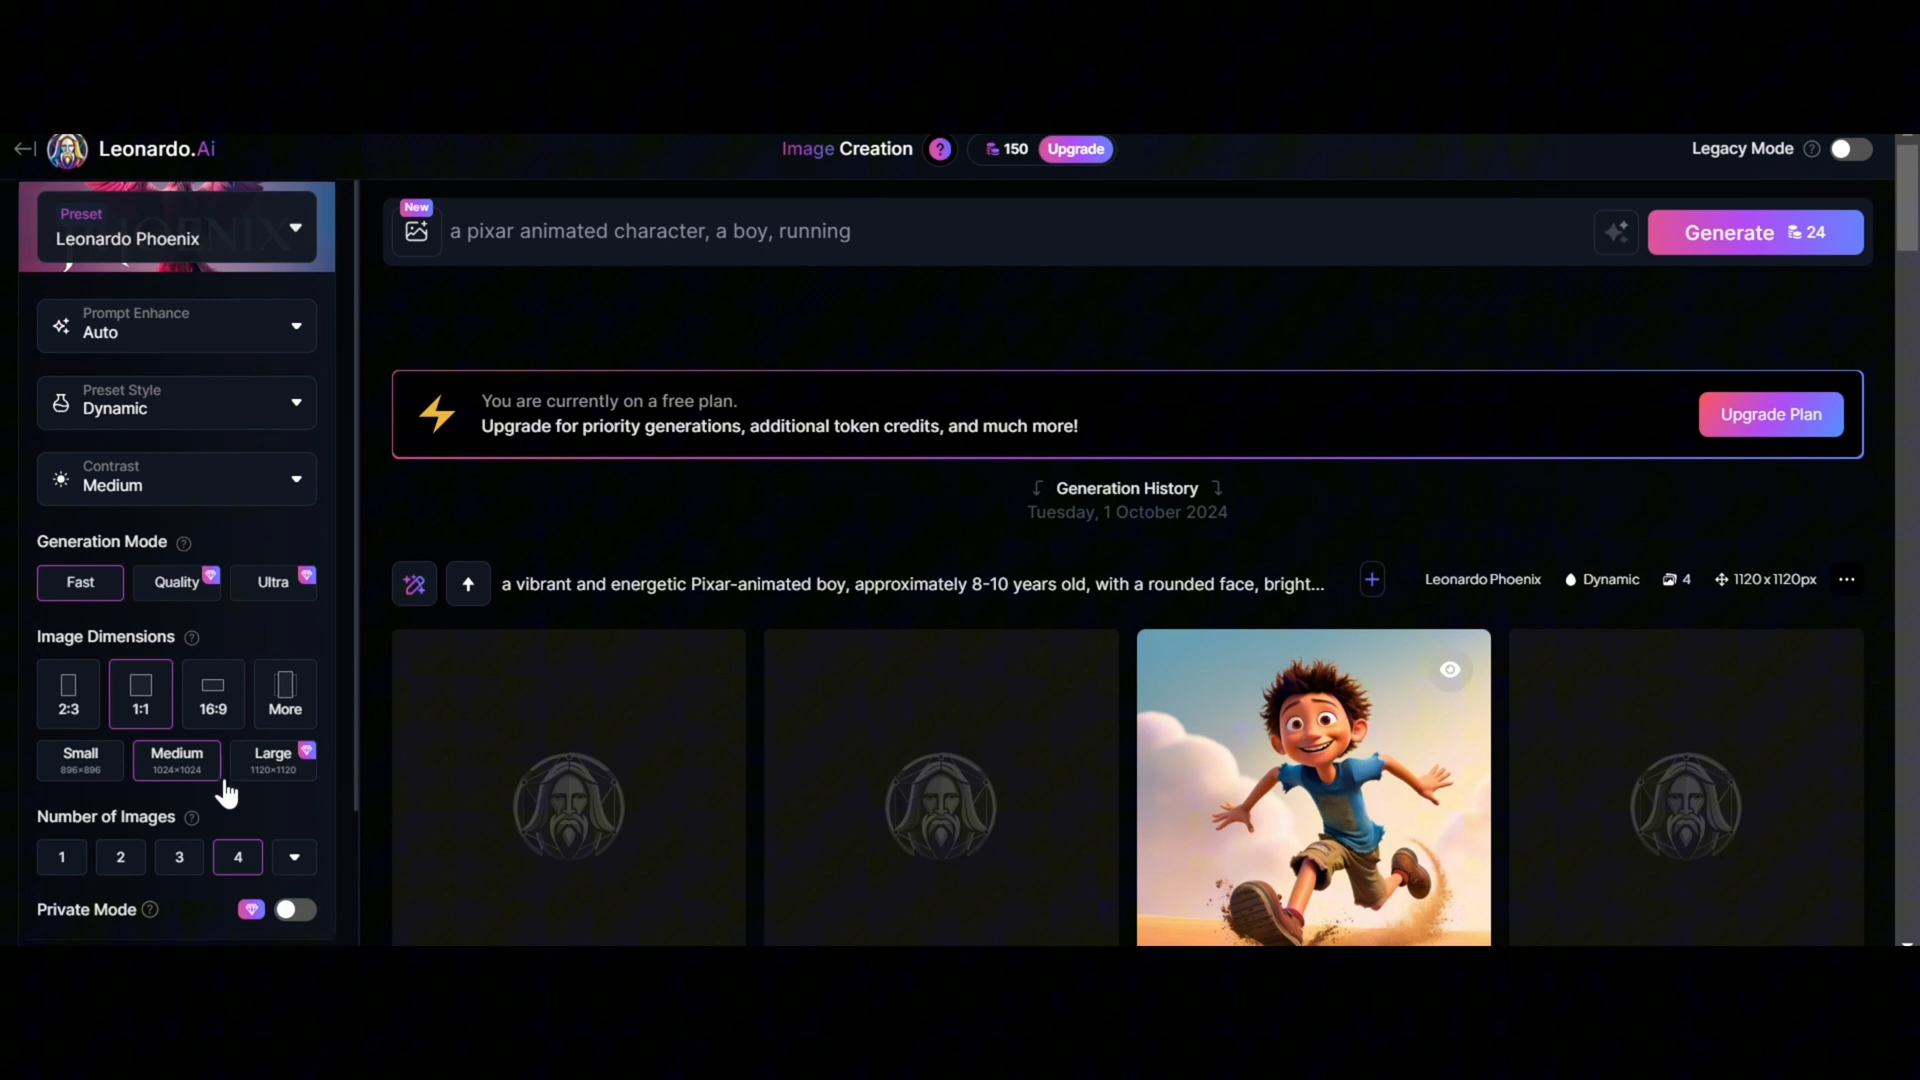 Leonardo.Ai
Image Creation
?
150
Upgrade
Legacy Mode ?
Preset
Leonardo Phoenix
New
a pixar animated character, a boy, running
Generate 24
Prompt Enhance
Auto
Preset Style
Dynamic
Contrast
Medium
You are currently on a free plan.
Upgrade for priority generations, additional token credits, and much more!
Upgrade Plan
Generation History
Tuesday, 1 October 2024
Generation Mode ?
Fast Quality Ultra
a vibrant and energetic Pixar-animated boy, approximately 8-10 years old, with a rounded face, bright...
Leonardo Phoenix Dynamic 4 1120x1120px
Image Dimensions ?
2:3 1:1 16:9 More
Small Medium Large
896×896 1024×1024 1120×1120
Number of Images ?
1 2 3 4
Private Mode ?